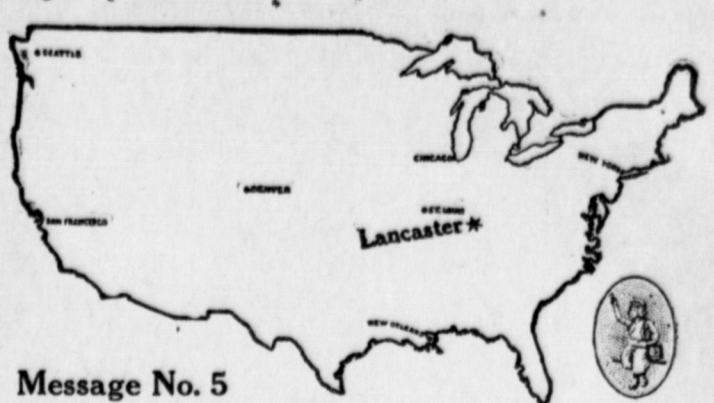 SEATTLE
CHICAGO
NEW YORK
DENVER
ST. LOUIS
SAN FRANCISCO
Lancaster *
NEW ORLEANS
Message No. 5